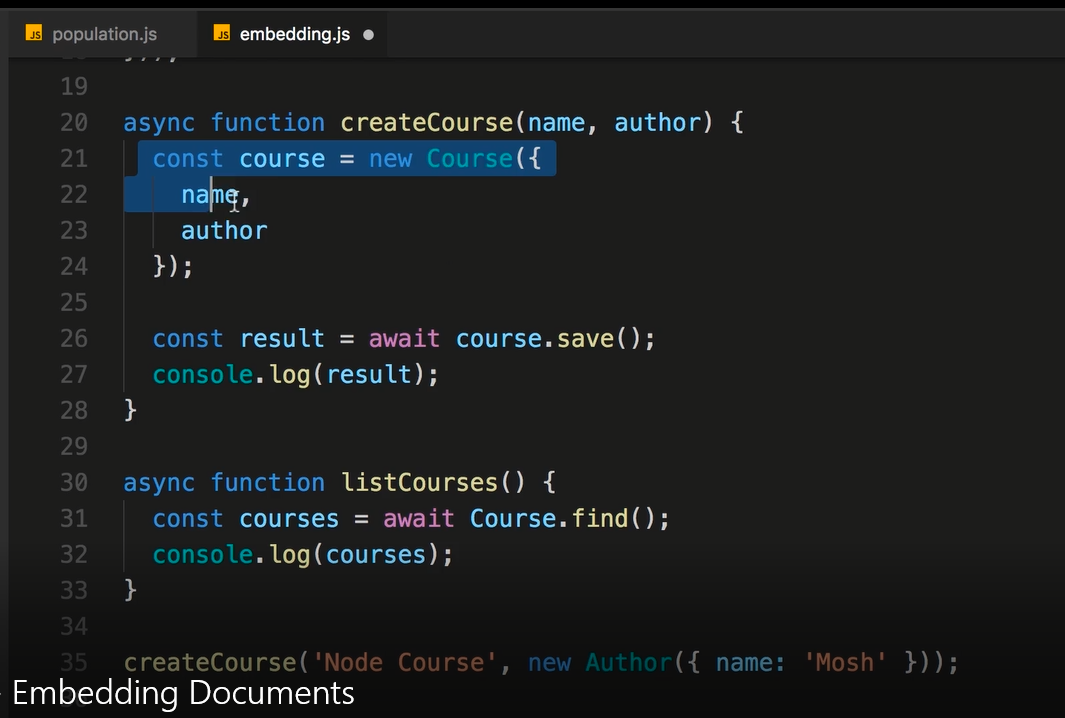 JS population.js JS embedding.js
19
20 async function createCourse(name, author) {
21 const course = new Course({
22 name,
23 author
24 });
25
26 const result = await course.save();
27 console.log(result);
28 }
29
30 async function listCourses() {
31 const courses = await Course.find();
32 console.log(courses);
33 }
34
35 createCourse('Node Course', new Author({ name: 'Mosh' }));
Embedding Documents